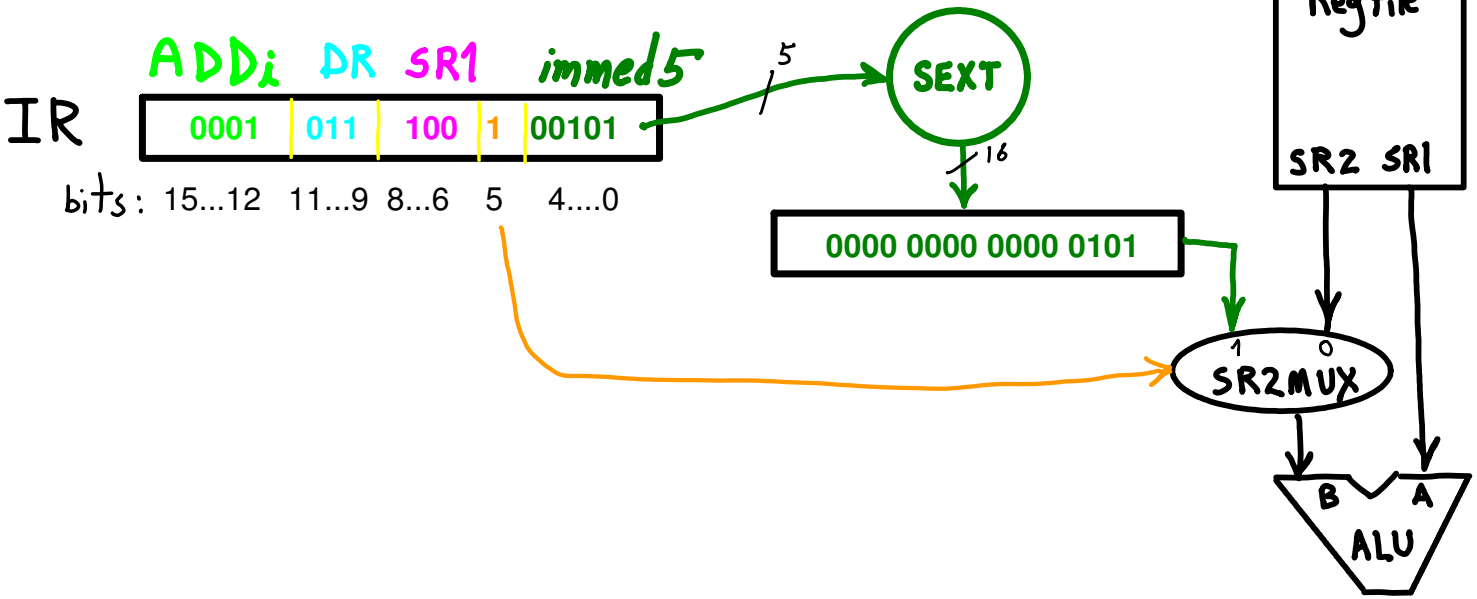 Regfile
ADDi DR SR1 immed5
5
SEXT
IR
0001 011 100 1 00101
16
SR2 SR1
bits: 15...12 11...9 8...6 5 4....0
0000 0000 0000 0101
1 0
SR2MUX
B A
ALU